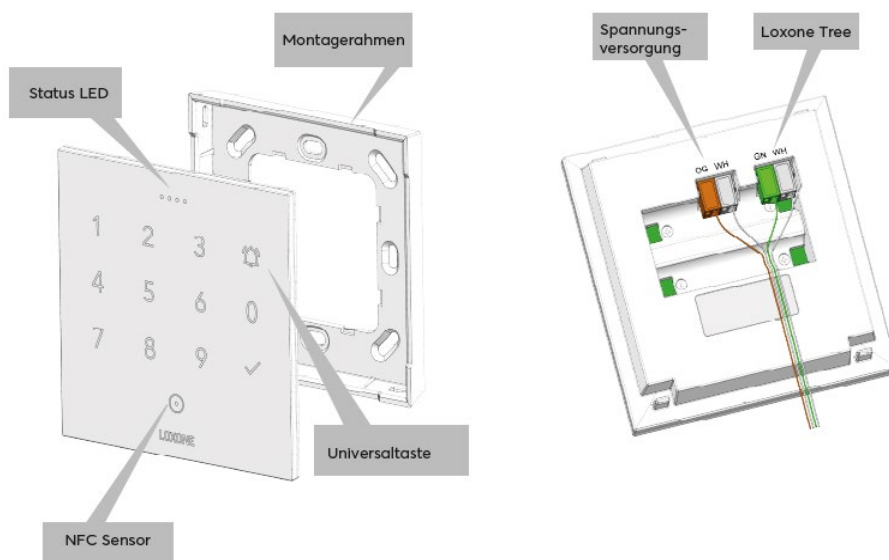 Montagerahmen
Status LED
1 2 3
4 5 6 0
7 8 9
LOXONE
Universaltaste
NFC Sensor
Spannungs-
versorgung
Loxone Tree
OG WH
GN WH